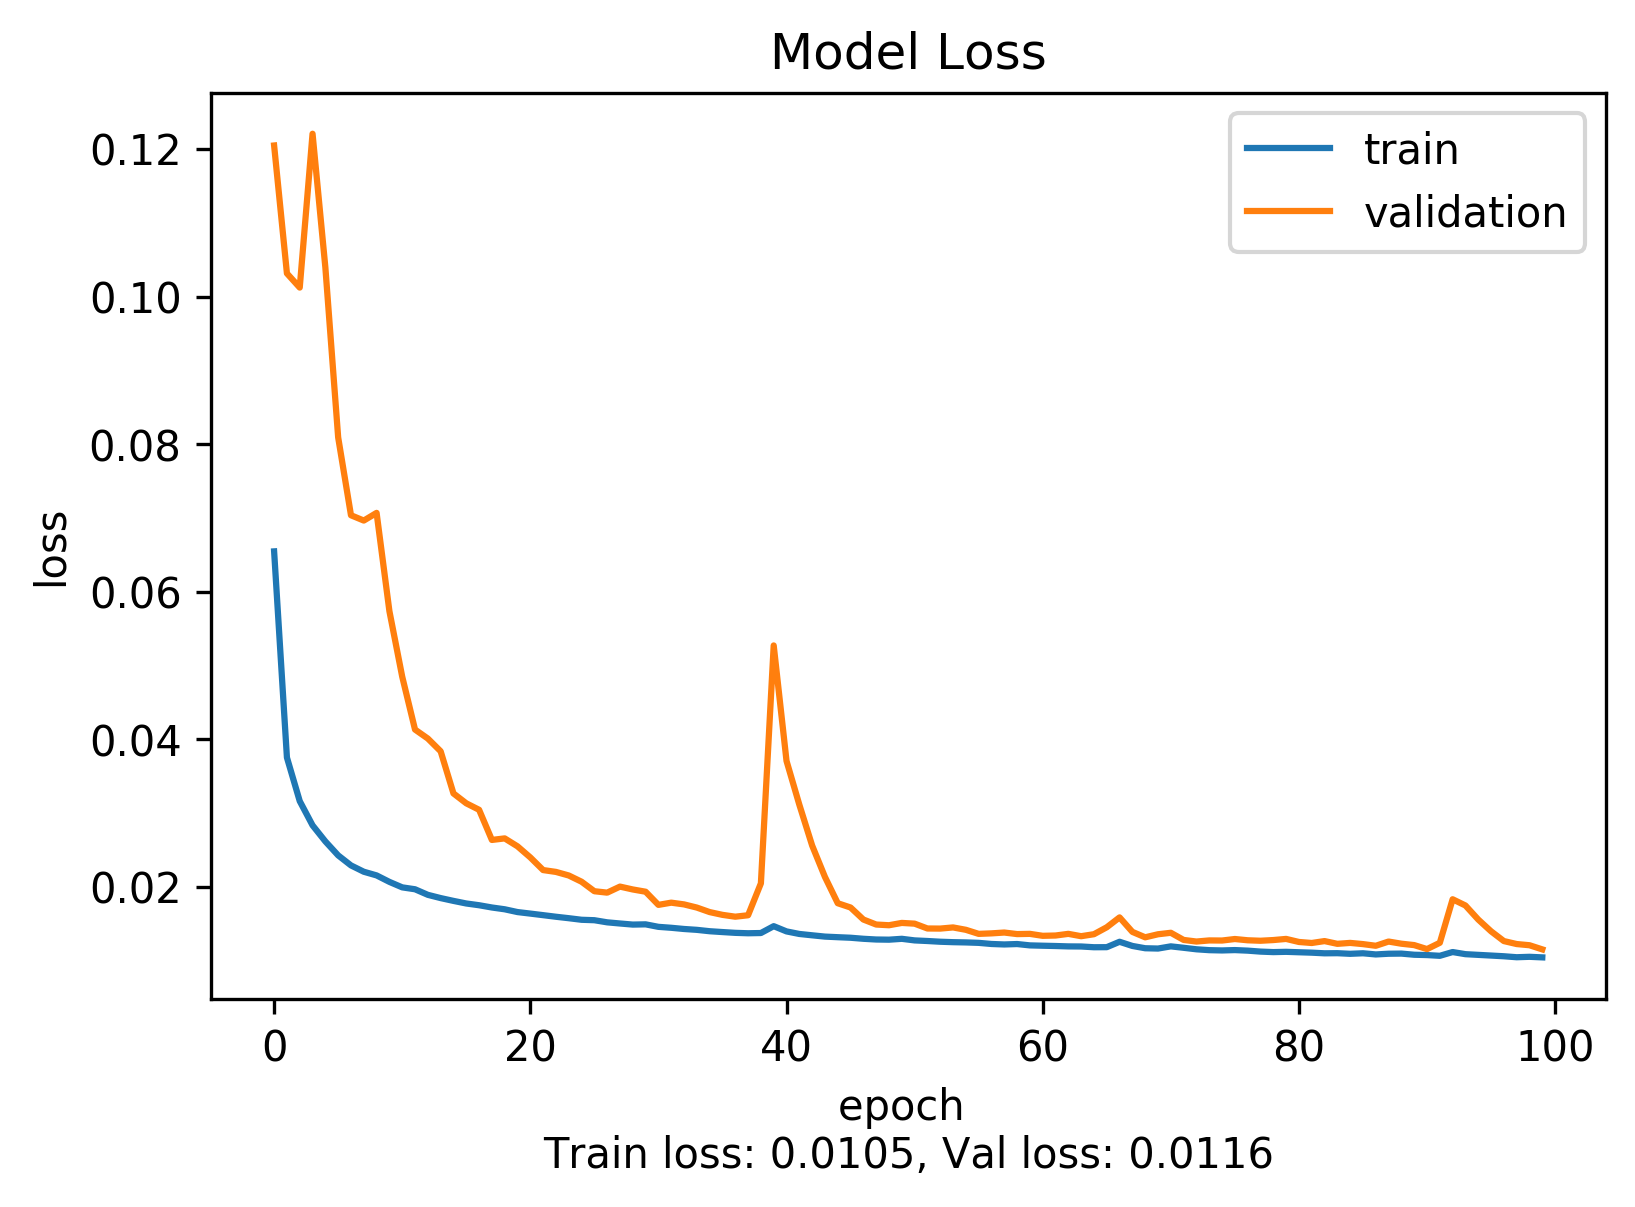 Model Loss
train
validation
0.12
0.10
0.08
0.06
0.04
0.02
loss
0 20 40 60 80 100
epoch
Train loss: 0.0105, Val loss: 0.0116